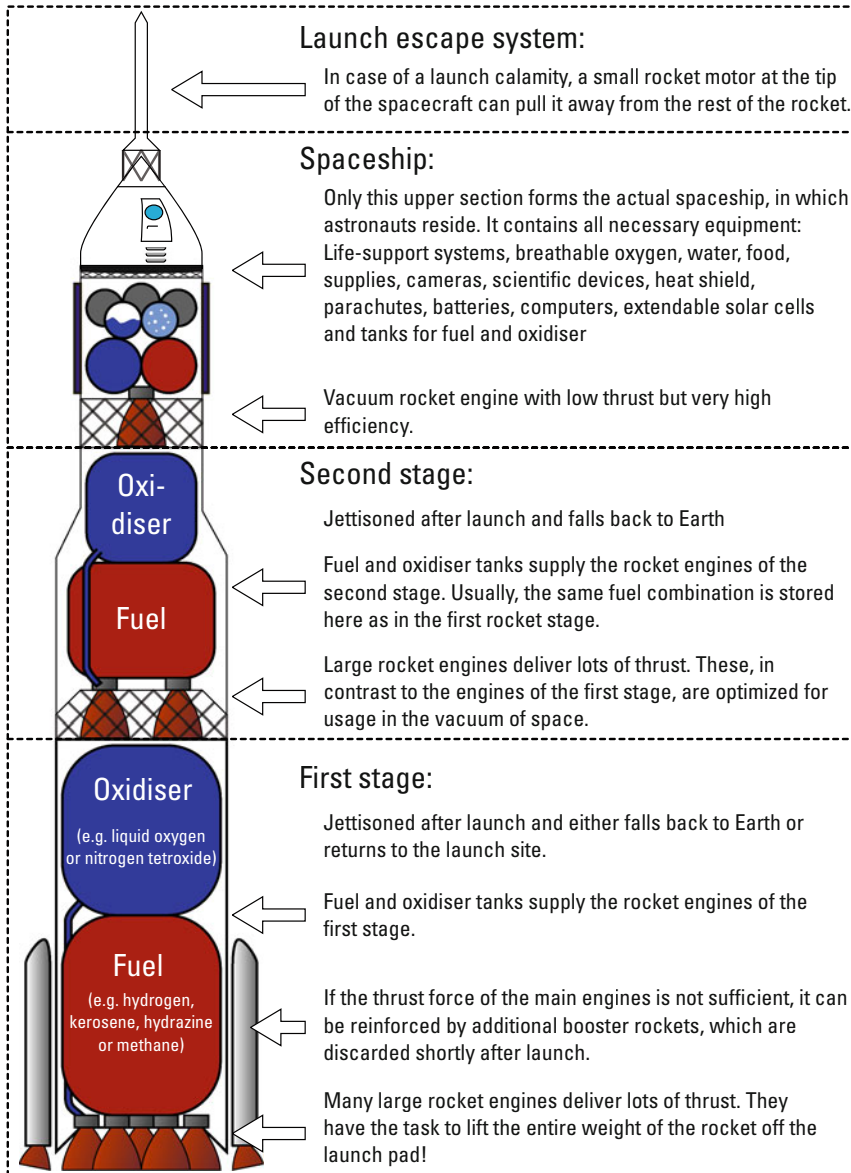 Launch escape system:
In case of a launch calamity, a small rocket motor at the tip
of the spacecraft can pull it away from the rest of the rocket.
Spaceship:
Only this upper section forms the actual spaceship, in which
astronauts reside. It contains all necessary equipment:
Life-support systems, breathable oxygen, water, food,
supplies, cameras, scientific devices, heat shield,
parachutes, batteries, computers, extendable solar cells
and tanks for fuel and oxidiser
Vacuum rocket engine with low thrust but very high
efficiency.
Oxi-
diser
Fuel
Second stage:
Jettisoned after launch and falls back to Earth
Fuel and oxidiser tanks supply the rocket engines of the
second stage. Usually, the same fuel combination is stored
here as in the first rocket stage.
Large rocket engines deliver lots of thrust. These, in
contrast to the engines of the first stage, are optimized for
usage in the vacuum of space.
Oxidiser
(e.g. liquid oxygen
or nitrogen tetroxide)
Fuel
(e.g. hydrogen,
kerosene, hydrazine
or methane)
First stage:
Jettisoned after launch and either falls back to Earth or
returns to the launch site.
Fuel and oxidiser tanks supply the rocket engines of the
first stage.
If the thrust force of the main engines is not sufficient, it can
be reinforced by additional booster rockets, which are
discarded shortly after launch.
Many large rocket engines deliver lots of thrust. They
have the task to lift the entire weight of the rocket off the
launch pad!